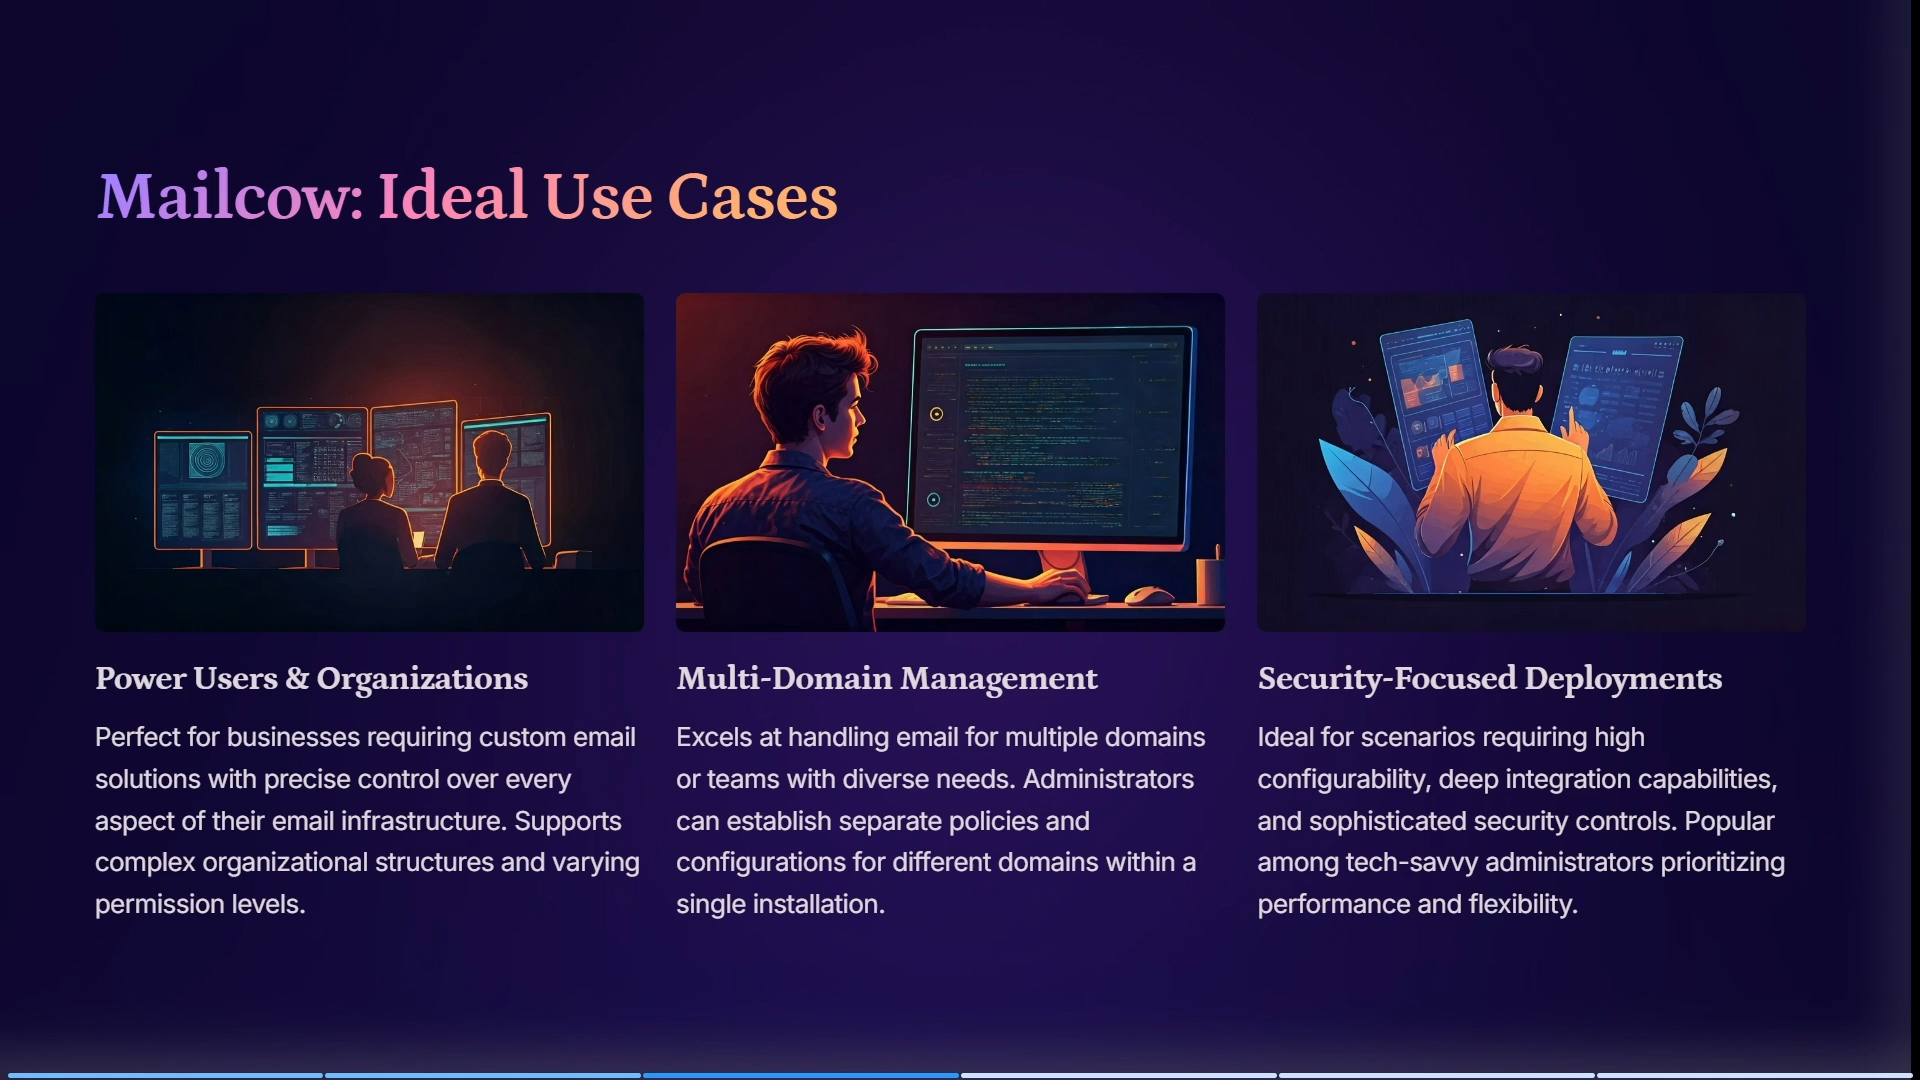 Mailcow: Ideal Use Cases
Power Users & Organizations
Perfect for businesses requiring custom email
solutions with precise control over every
aspect of their email infrastructure. Supports
complex organizational structures and varying
permission levels.
Multi-Domain Management
Excels at handling email for multiple domains
or teams with diverse needs. Administrators
can establish separate policies and
configurations for different domains within a
single installation.
Security-Focused Deployments
Ideal for scenarios requiring high
configurability, deep integration capabilities,
and sophisticated security controls. Popular
among tech-savvy administrators prioritizing
performance and flexibility.